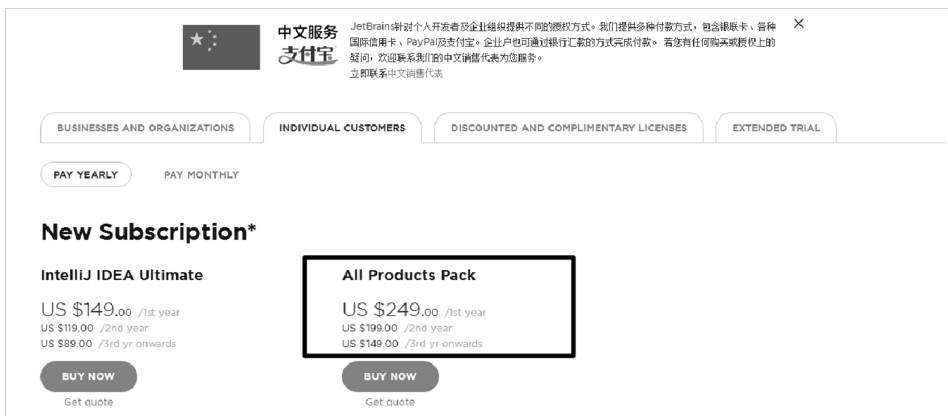 中文服务
支付宝
JetBrains针对个人开发者及企业组织提供不同的授权方式。我们提供多种付款方式，包含银联卡、各种
国际信用卡、PayPal及支付宝。企业户也可通过银行汇款的方式完成付款。若您有任何购买或授权上的
疑问，欢迎联系我们的中文销售代表为您服务。
立即联系中文销售代表
BUSINESSES AND ORGANIZATIONS
INDIVIDUAL CUSTOMERS
DISCOUNTED AND COMPLIMENTARY LICENSES
EXTENDED TRIAL
PAY YEARLY
PAY MONTHLY
New Subscription*
IntelliJ IDEA Ultimate
US $149.00 /1st year
US $119.00 /2nd year
US $89.00 /3rd yr onwards
BUY NOW
Get quote
All Products Pack
US $249.00 /1st year
US $199.00 /2nd year
US $149.00 /3rd yr onwards
BUY NOW
Get quote